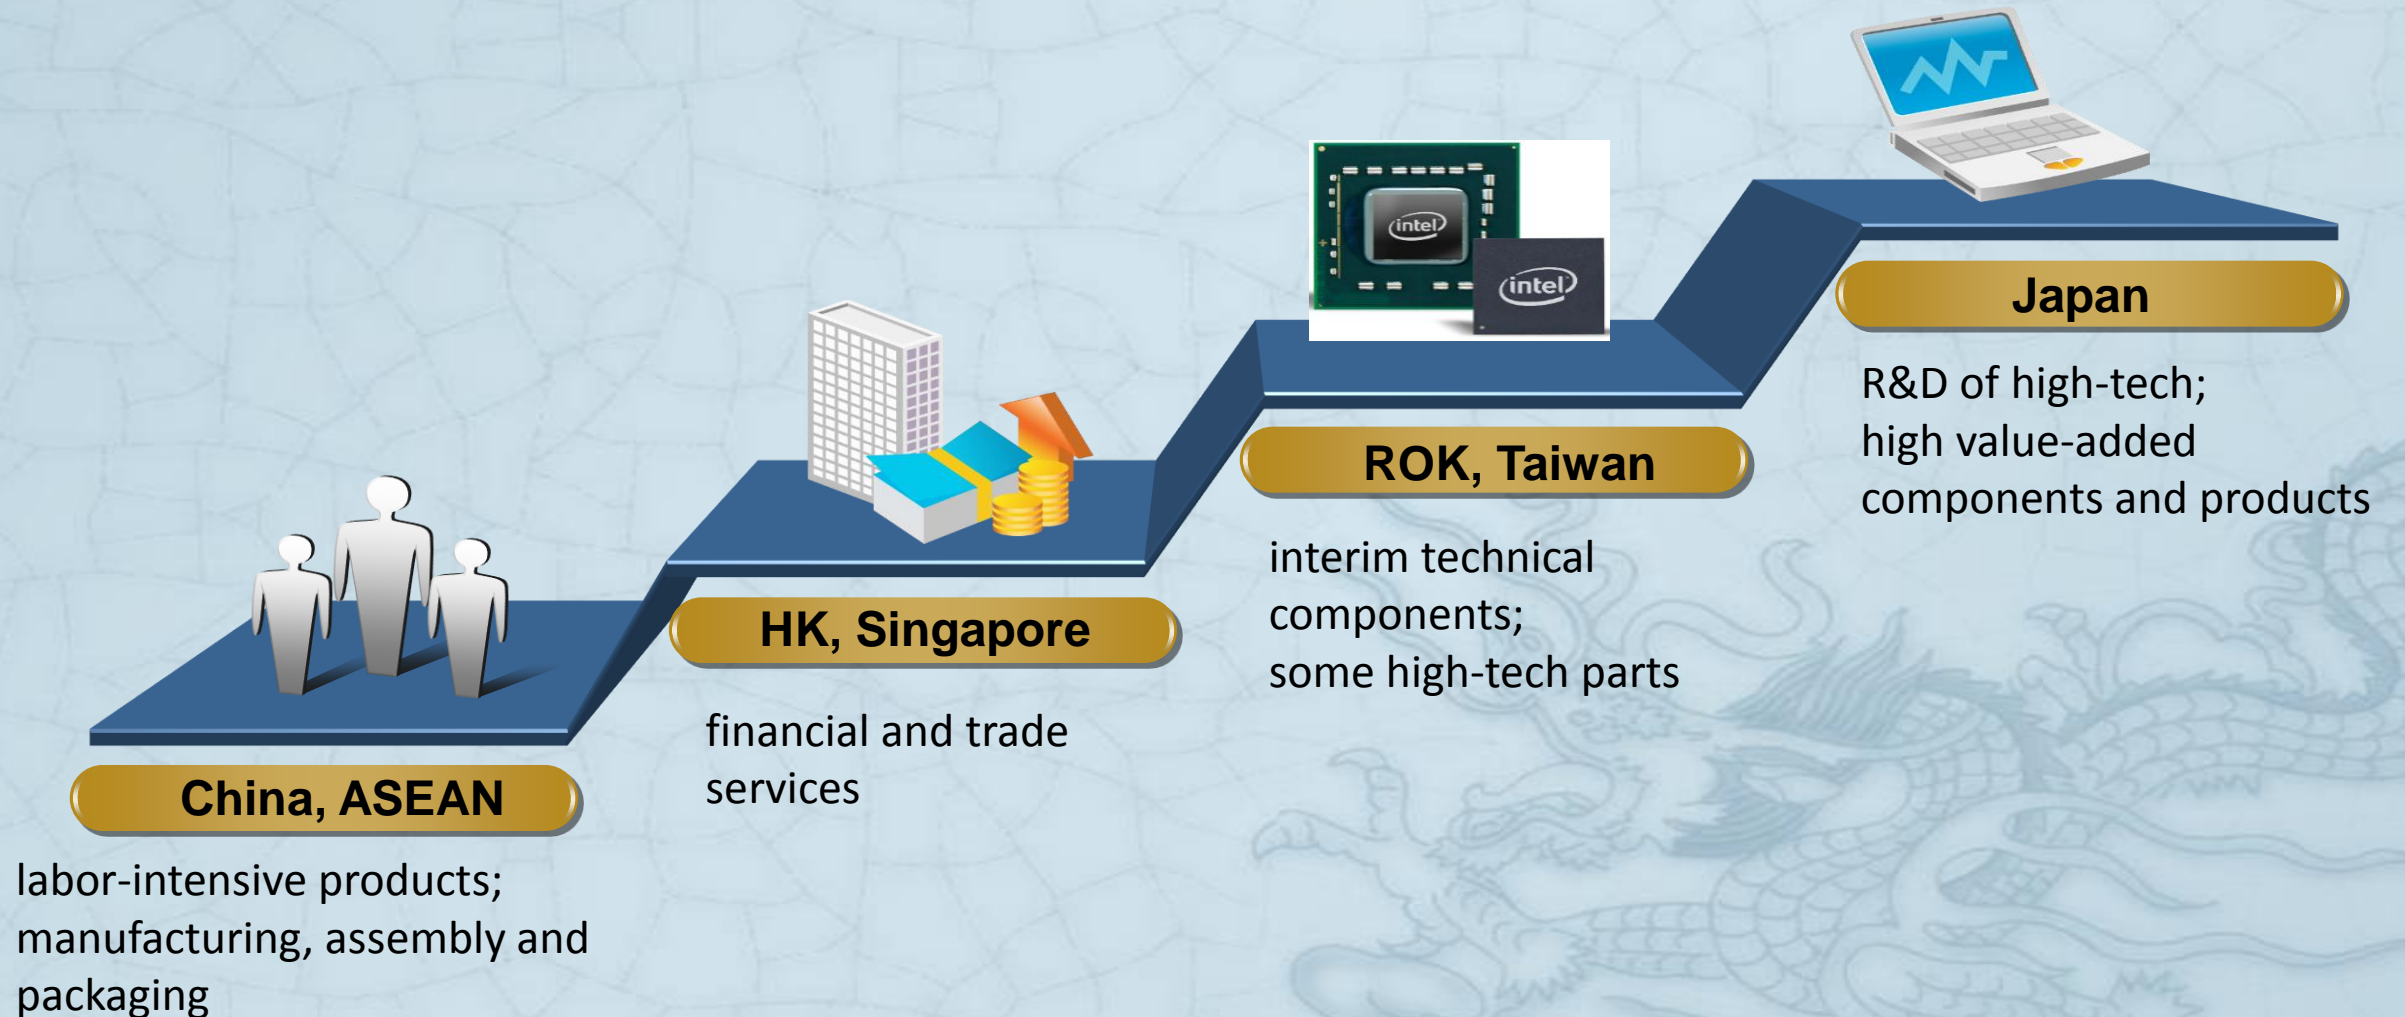 intel
intel
Japan
R&D of high-tech;
high value-added
components and products
ROK, Taiwan
interim technical
components;
some high-tech parts
HK, Singapore
financial and trade
services
China, ASEAN
labor-intensive products;
manufacturing, assembly and
packaging